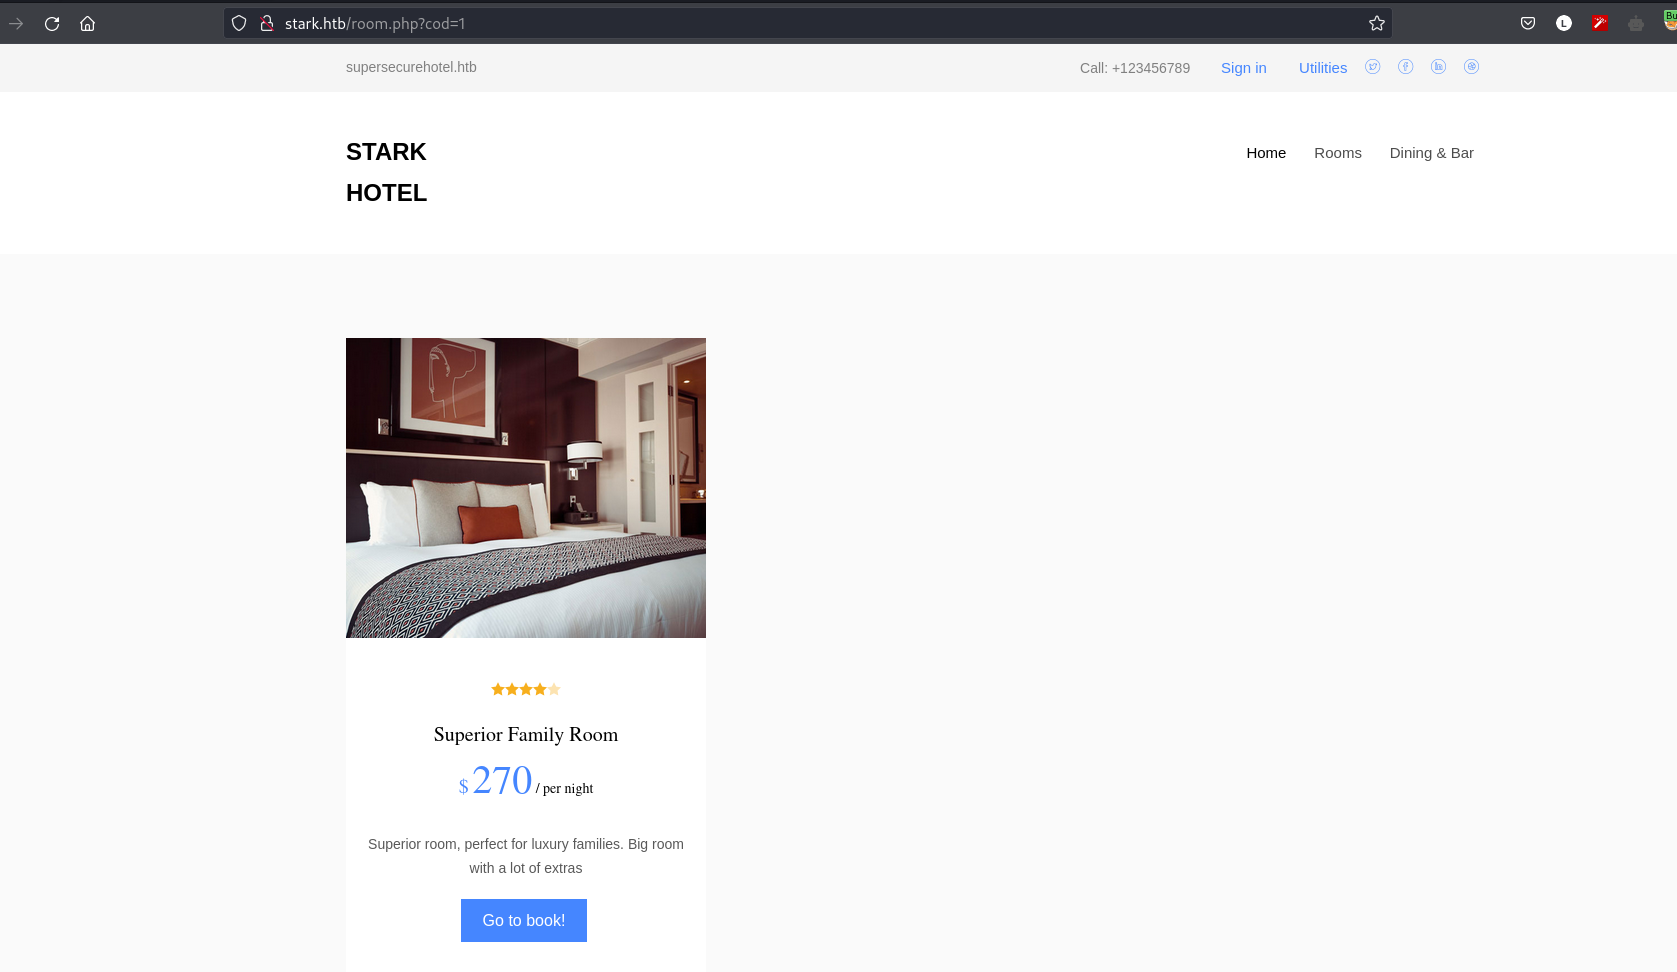 stark.htb/room.php?cod=1
L
Bu
supersecurehotel.htb
Call: +123456789
Sign in
Utilities
STARK
HOTEL
Home
Rooms
Dining & Bar
Superior Family Room
$270 / per night
Superior room, perfect for luxury families. Big room
with a lot of extras
Go to book!